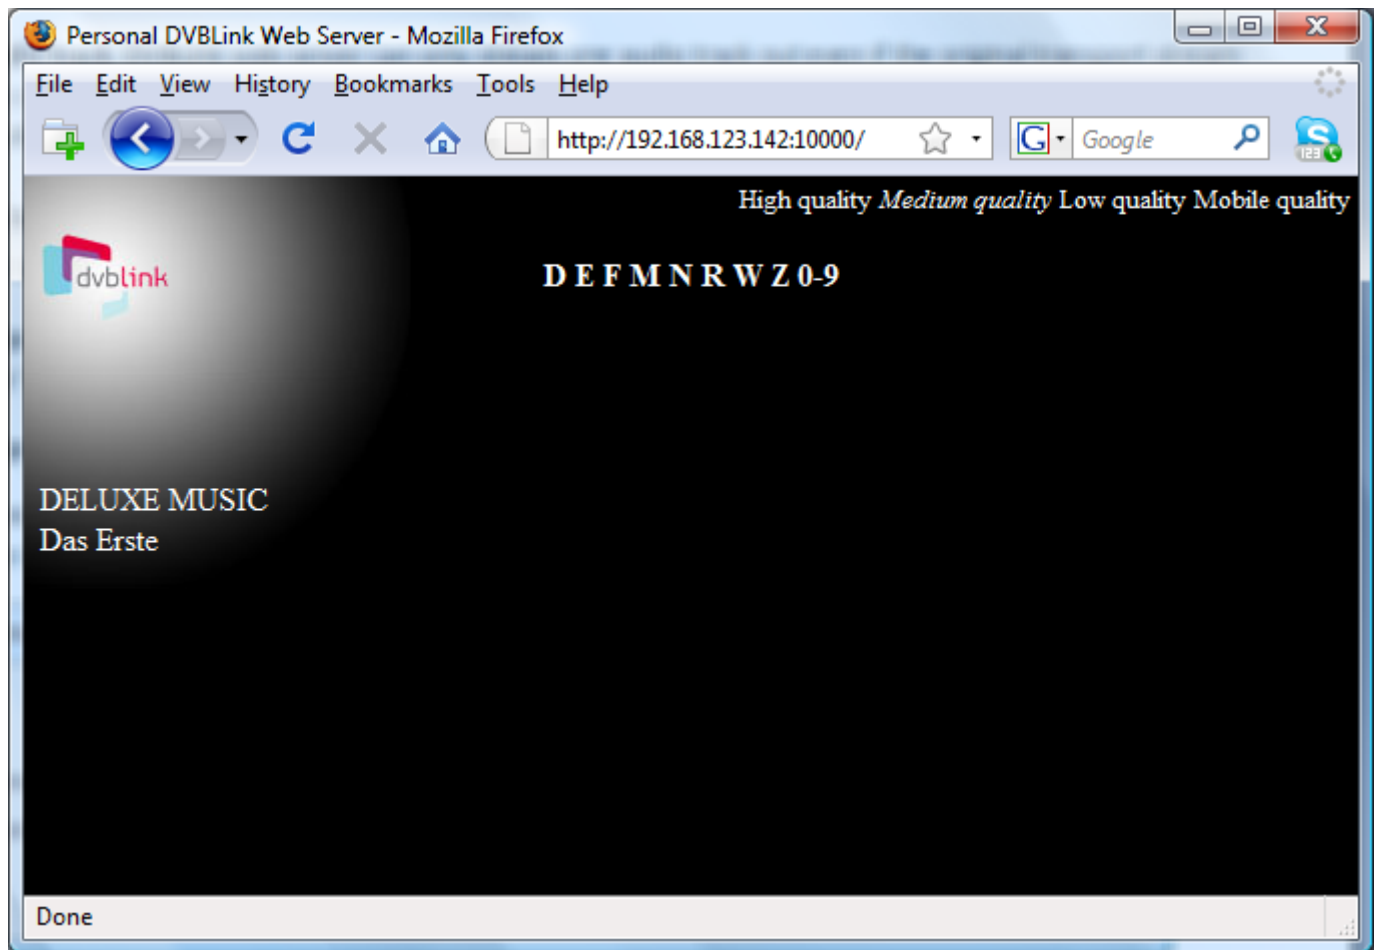 Personal DVBLink Web Server - Mozilla Firefox
File Edit View History Bookmarks Tools Help
http://192.168.123.142:10000/ G Google S 123
High quality Medium quality Low quality Mobile quality
dvblink
D E F M N R W Z 0-9
DELUXE MUSIC
Das Erste
Done